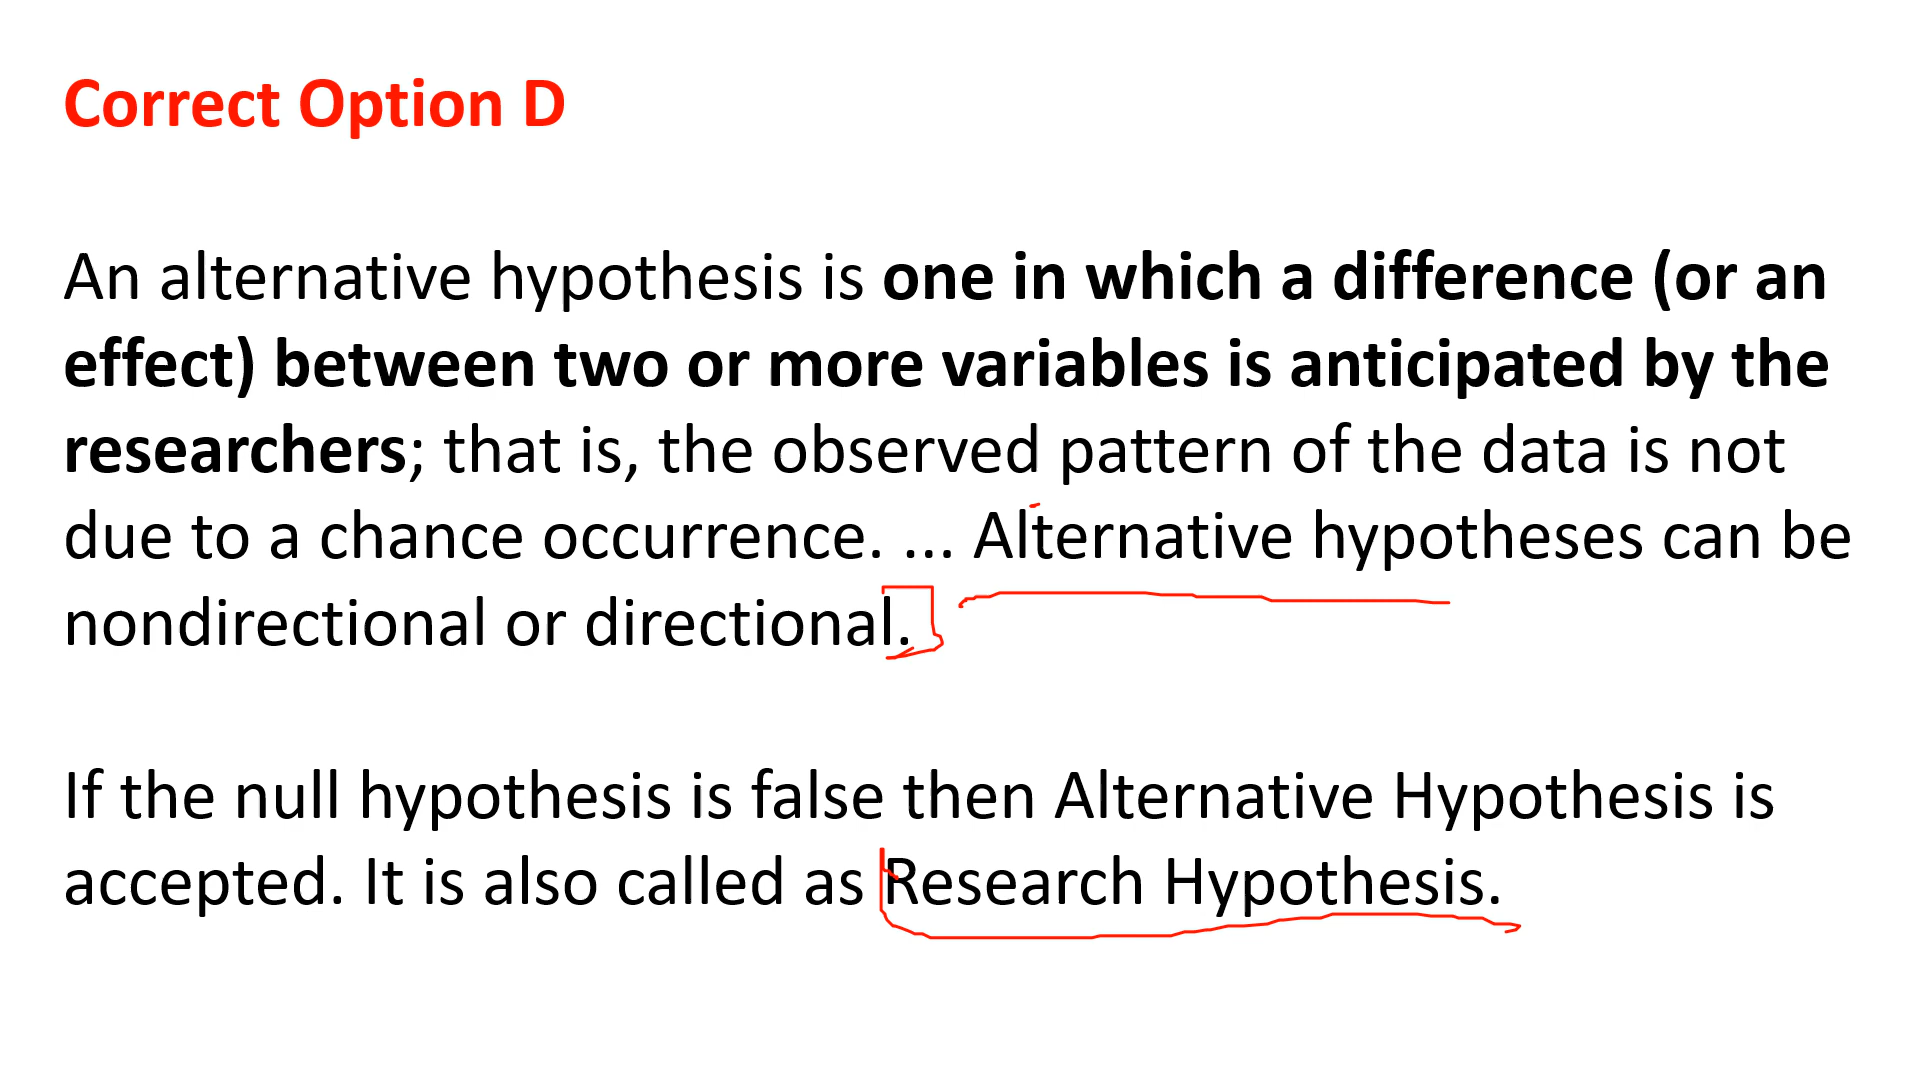 Correct Option D
An alternative hypothesis is one in which a difference (or an
effect) between two or more variables is anticipated by the
researchers; that is, the observed pattern of the data is not
due to a chance occurrence. ... Alternative hypotheses can be
nondirectional or directional.
If the null hypothesis is false then Alternative Hypothesis is
accepted. It is also called as Research Hypothesis.